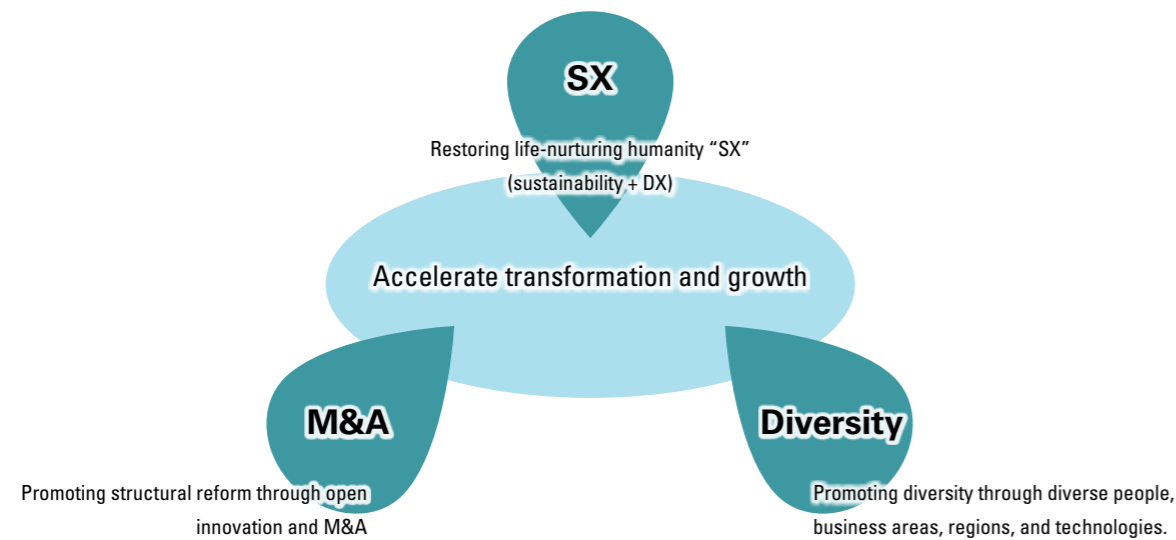 SX
Restoring life-nurturing humanity “SX”
(sustainability + DX)
Accelerate transformation and growth
M&A
Promoting structural reform through open
innovation and M&A
Diversity
Promoting diversity through diverse people,
business areas, regions, and technologies.